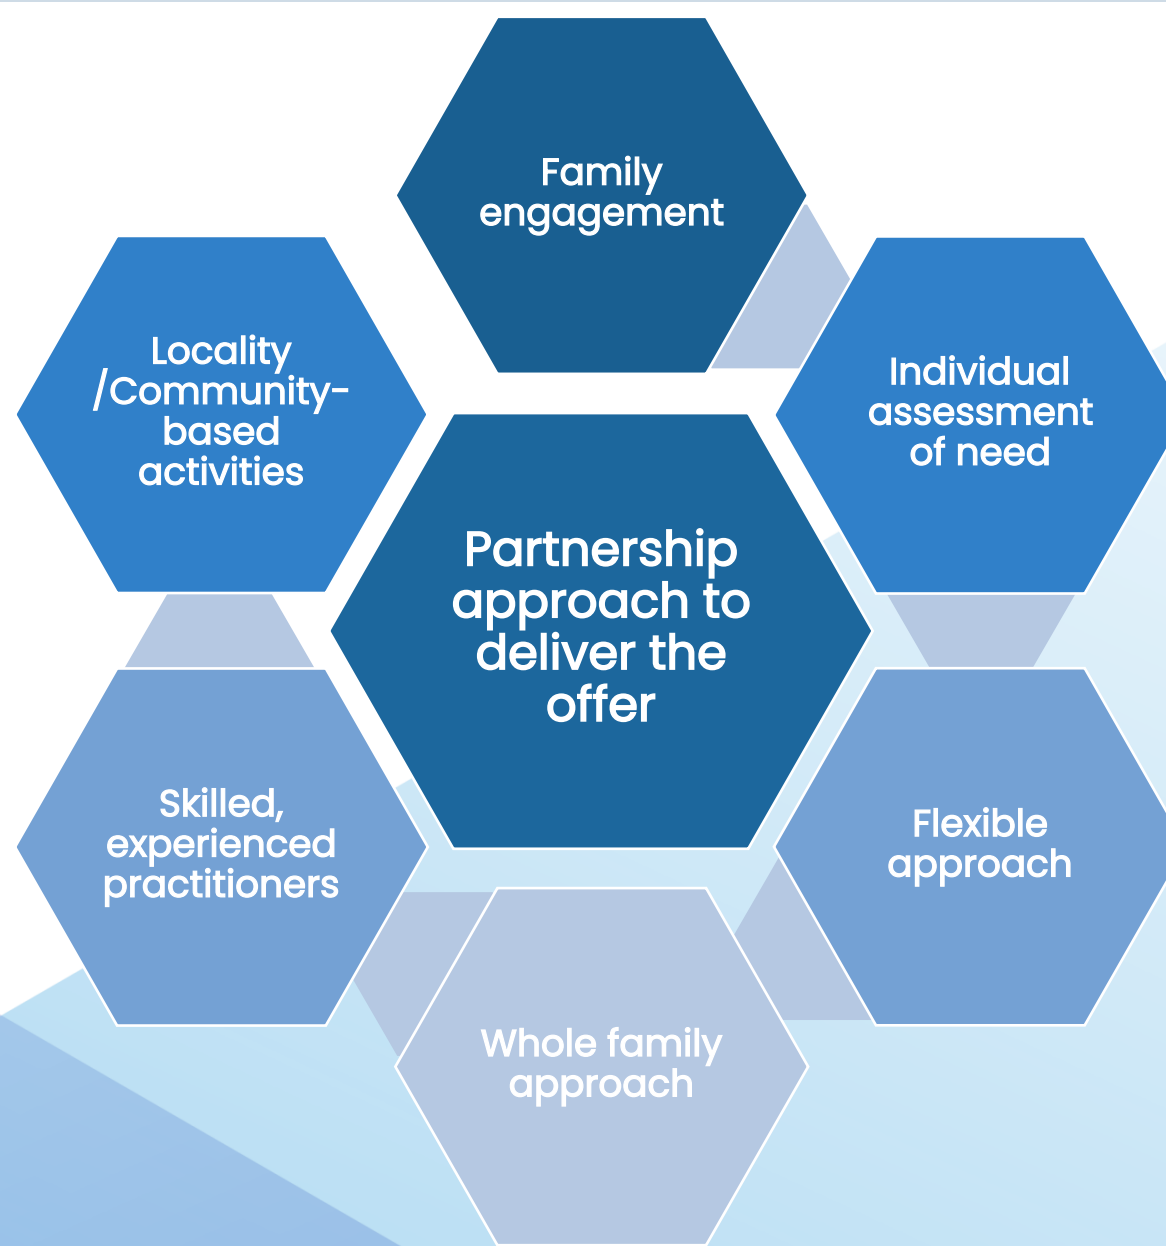 Family
engagement
Individual
assessment
of need
Flexible
approach
Whole family
approach
Skilled,
experienced
practitioners
Locality
/Community-
based
activities
Partnership
approach to
deliver the
offer